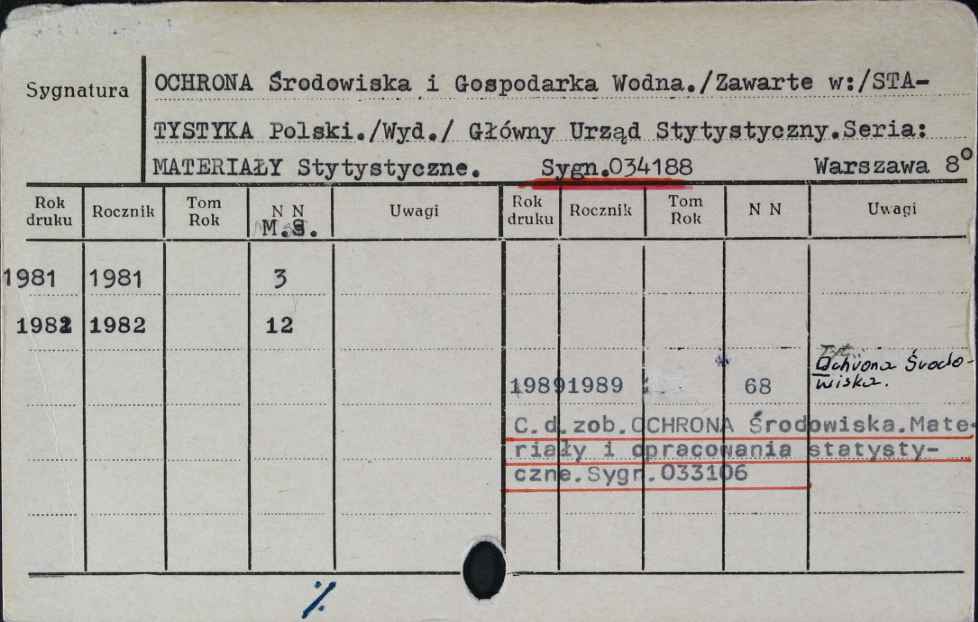 Sygnatura
OCHRONA Środowiska i Gospodarka Wodna./Zawarte w:/STA-
TYSTYKA Polski./Wyd./ Główny Urząd Stytystyczny.Seria:
MATERIAŁY Stytystyczne. Sygn.034188 Warszawa 8°
Rok druku Rocznik Tom Rok N N Uwagi Rok druku Rocznik Tom Rok N N Uwagi
M.S.
1981 1981 3
1982 1982 12
1989 1989 68 Ochrona Środo-
wiska.
C.d.zob.OCHRONA Środowiska.Mate-
riały i opracowania statysty-
czne.Sygn.033106